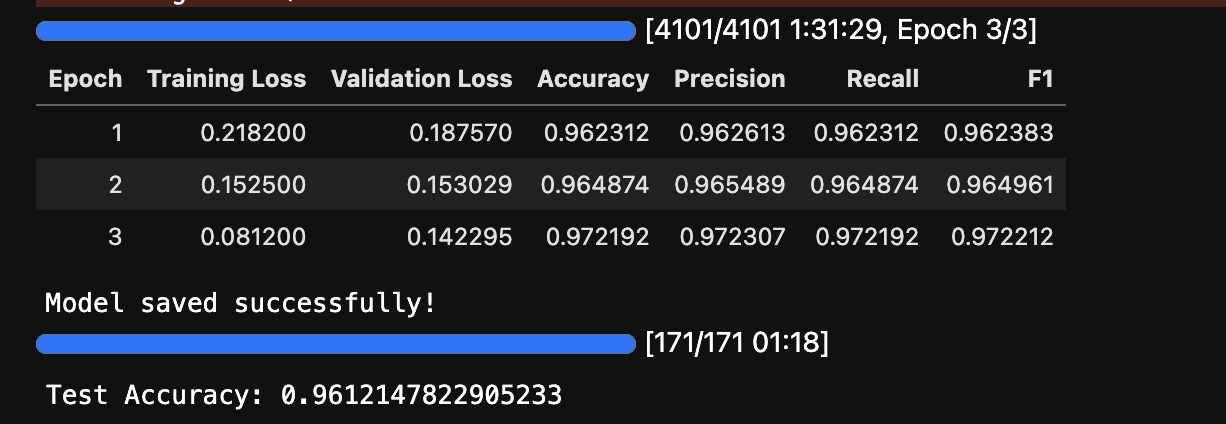 [4101/4101 1:31:29, Epoch 3/3]
Epoch Training Loss Validation Loss Accuracy Precision Recall F1
1 0.218200 0.187570 0.962312 0.962613 0.962312 0.962383
2 0.152500 0.153029 0.964874 0.965489 0.964874 0.964961
3 0.081200 0.142295 0.972192 0.972307 0.972192 0.972212
Model saved successfully!
[171/171 01:18]
Test Accuracy: 0.9612147822905233